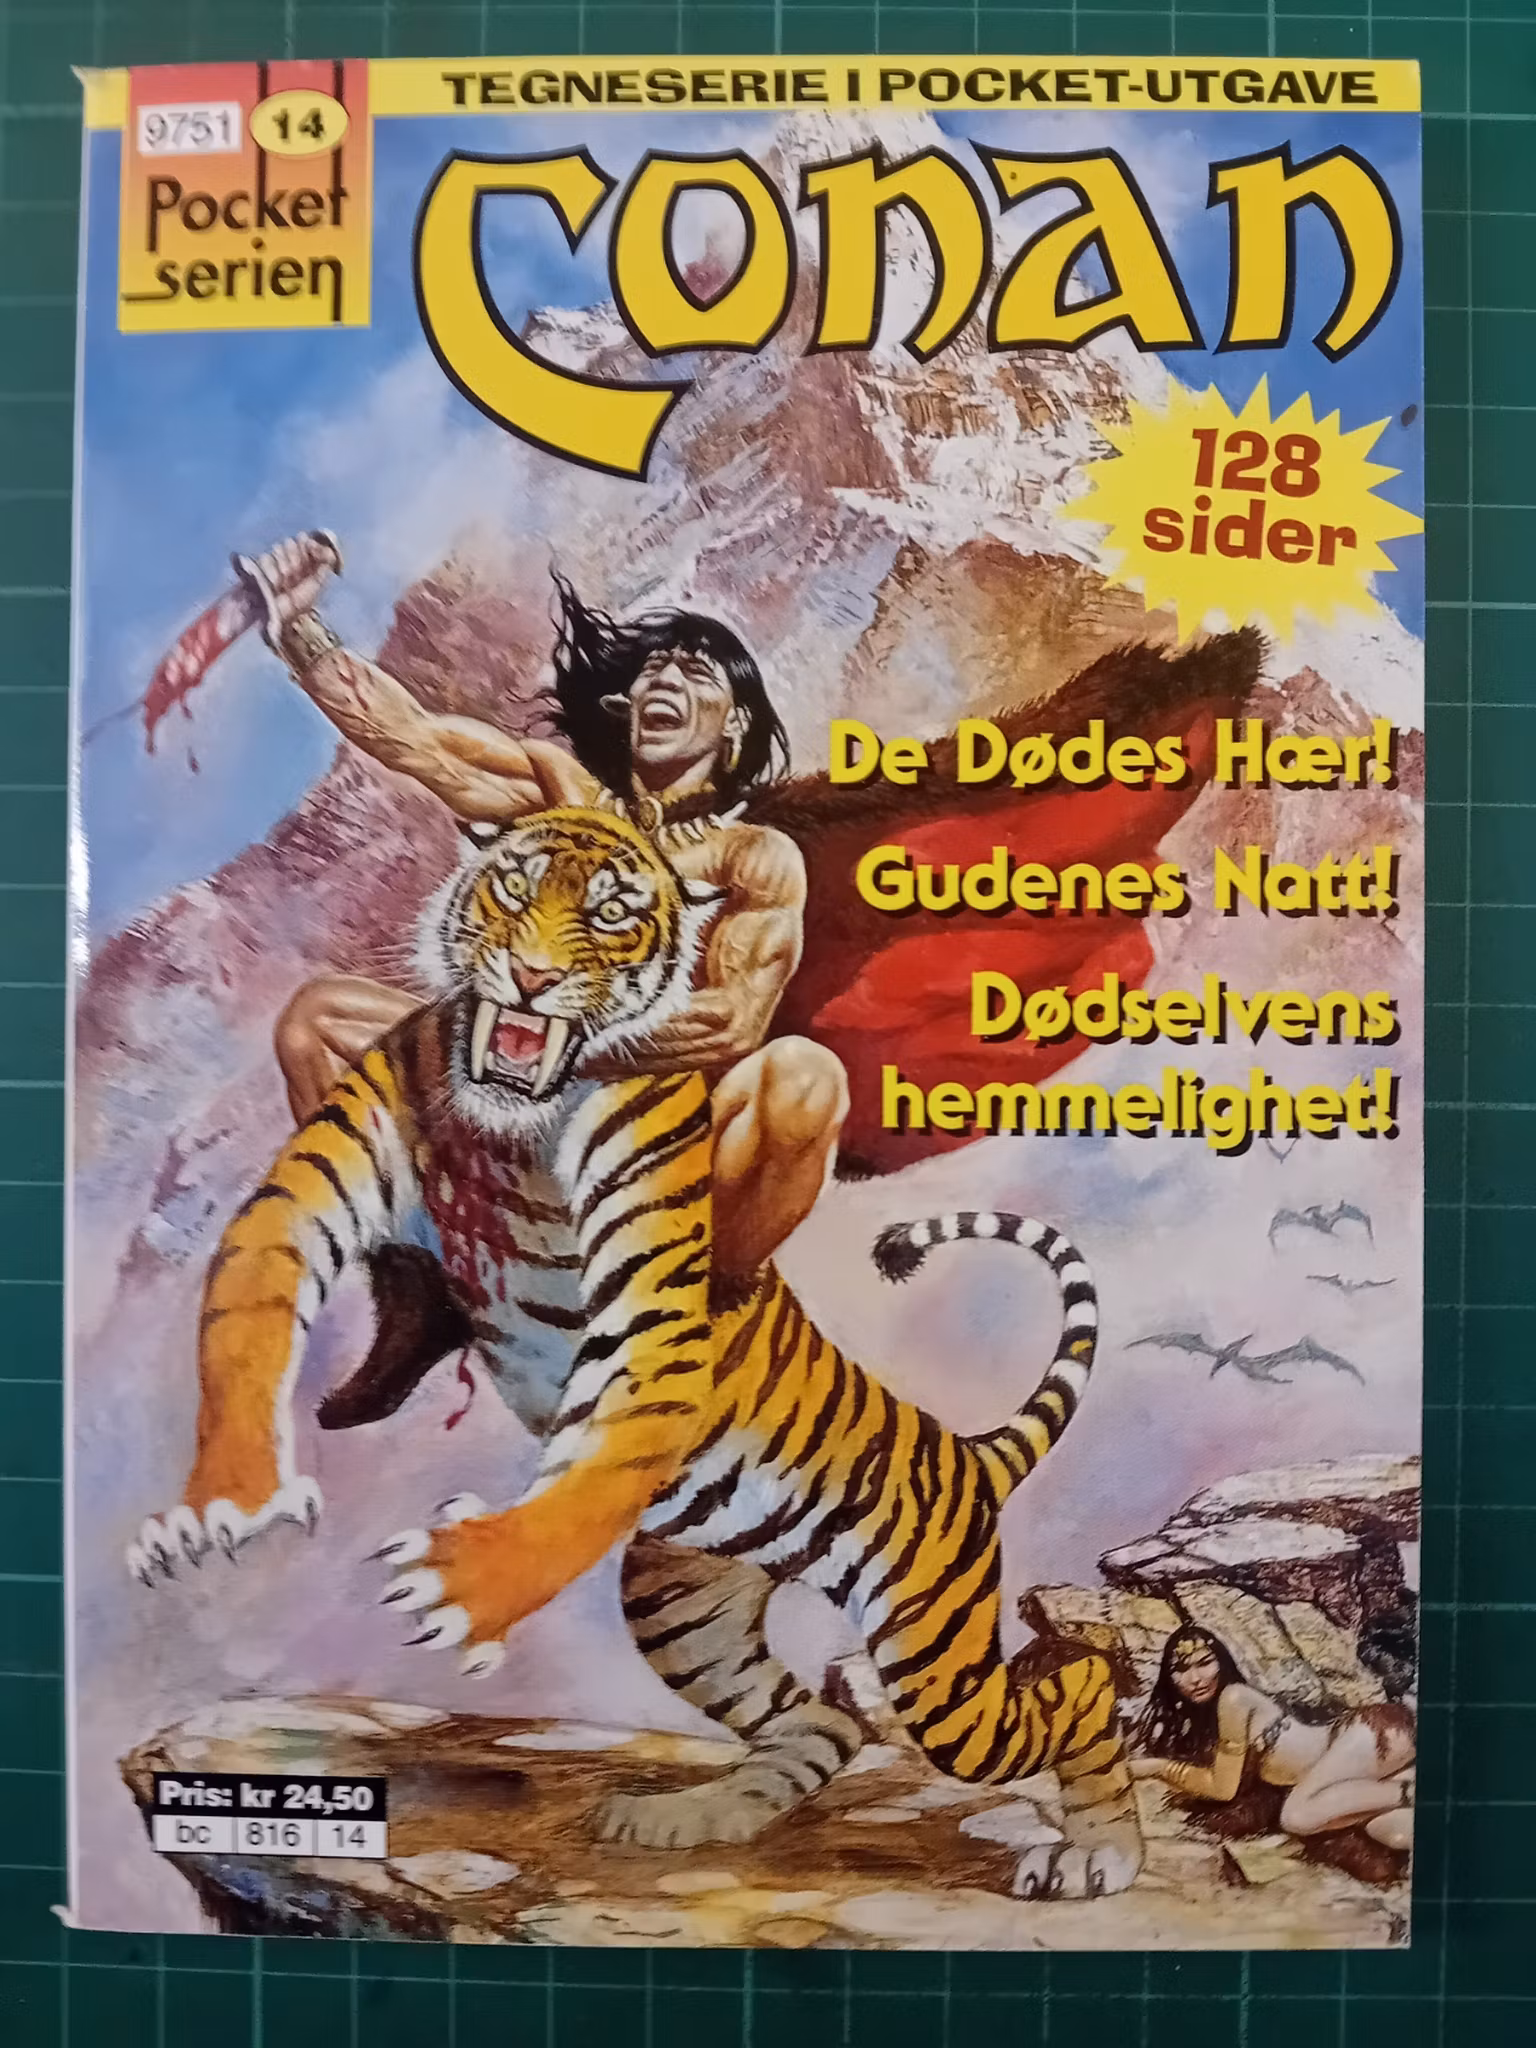 TEGNESERIE I POCKET-UTGAVE
9751
14
Pocket
serien
Conan
128
sider
De Dødes Hær!
Gudenes Natt!
Dødselvens
hemmelighet!
Pris: kr 24,50
bc 816 14